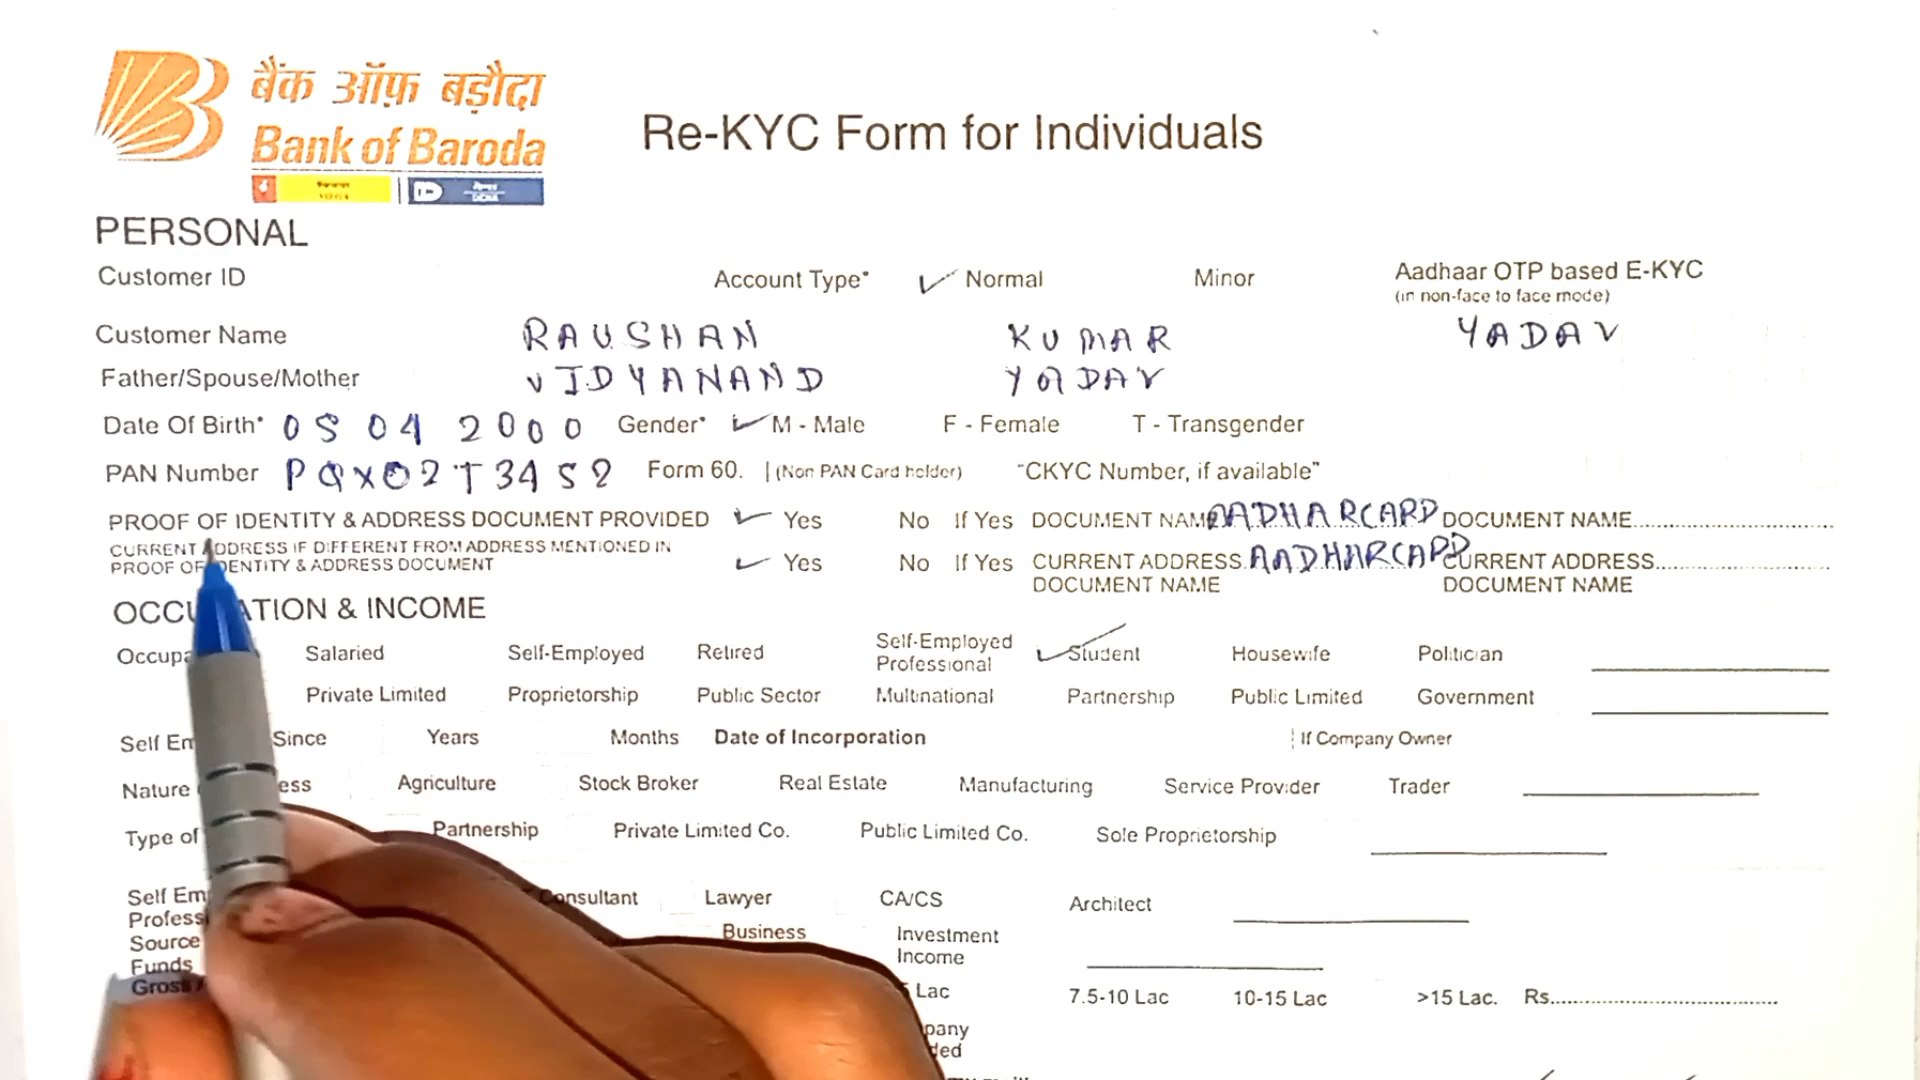 बैंक ऑफ़ बड़ौदा
Bank of Baroda
Re-KYC Form for Individuals
PERSONAL
Customer ID Account Type* ✓ Normal Minor Aadhaar OTP based E-KYC
(in non-face to face mode)
Customer Name RAUSHAN KUMAR YADAV
Father/Spouse/Mother VIDYANAND YADAV
Date Of Birth* 05 04 2000 Gender* ✓ M - Male F - Female T - Transgender
PAN Number PQXO2T3452 Form 60. (Non PAN Card holder) "CKYC Number, if available"
PROOF OF IDENTITY & ADDRESS DOCUMENT PROVIDED ✓ Yes No If Yes DOCUMENT NAME AADHARCARD DOCUMENT NAME
CURRENT ADDRESS IF DIFFERENT FROM ADDRESS MENTIONED IN
PROOF OF IDENTITY & ADDRESS DOCUMENT ✓ Yes No If Yes CURRENT ADDRESS AADHARCARD CURRENT ADDRESS
DOCUMENT NAME DOCUMENT NAME
OCCUPATION & INCOME
Salaried Self-Employed Retired Self-Employed Professional ✓ Student Housewife Politician
Private Limited Proprietorship Public Sector Multinational Partnership Public Limited Government
Since Years Months Date of Incorporation If Company Owner
Nature Agriculture Stock Broker Real Estate Manufacturing Service Provider Trader
Type of Partnership Private Limited Co. Public Limited Co. Sole Proprietorship
Self Consultant Lawyer CA/CS Architect
Source Business Investment
Funds Income
Gross Lac 7.5-10 Lac 10-15 Lac >15 Lac. Rs.